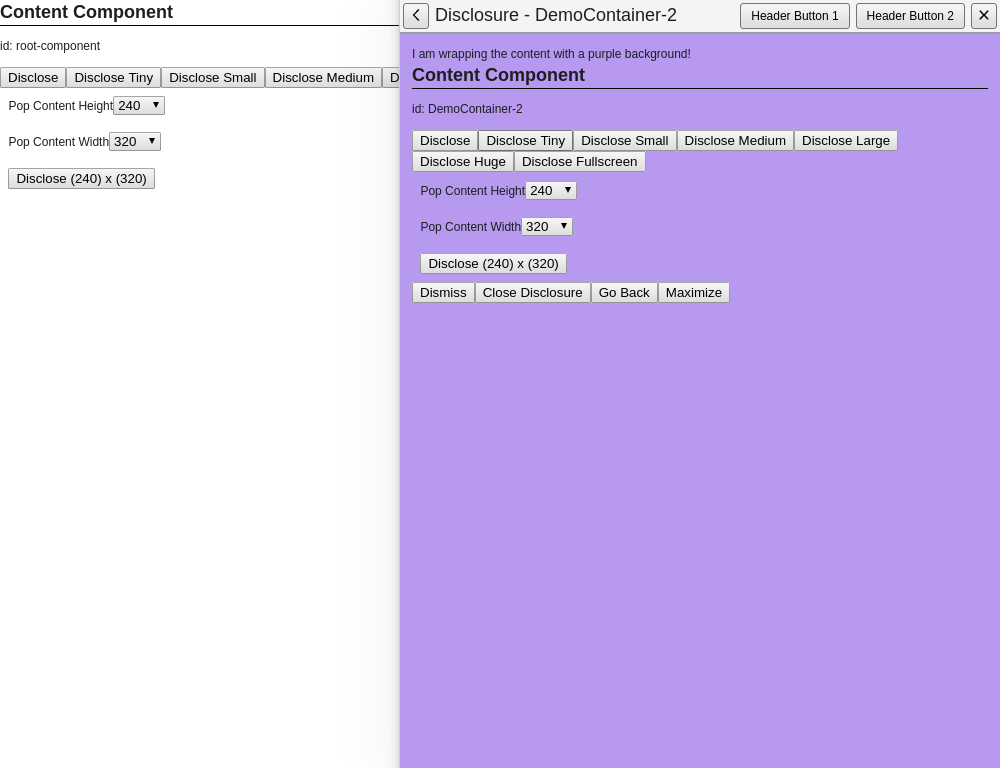 Content Component
id: root-component
Disclose Disclose Tiny Disclose Small Disclose Medium D
Pop Content Height 240
Pop Content Width 320
Disclose (240) x (320)
Disclosure - DemoContainer-2 Header Button 1 Header Button 2
I am wrapping the content with a purple background!
Content Component
id: DemoContainer-2
Disclose Disclose Tiny Disclose Small Disclose Medium Disclose Large
Disclose Huge Disclose Fullscreen
Pop Content Height 240
Pop Content Width 320
Disclose (240) x (320)
Dismiss Close Disclosure Go Back Maximize